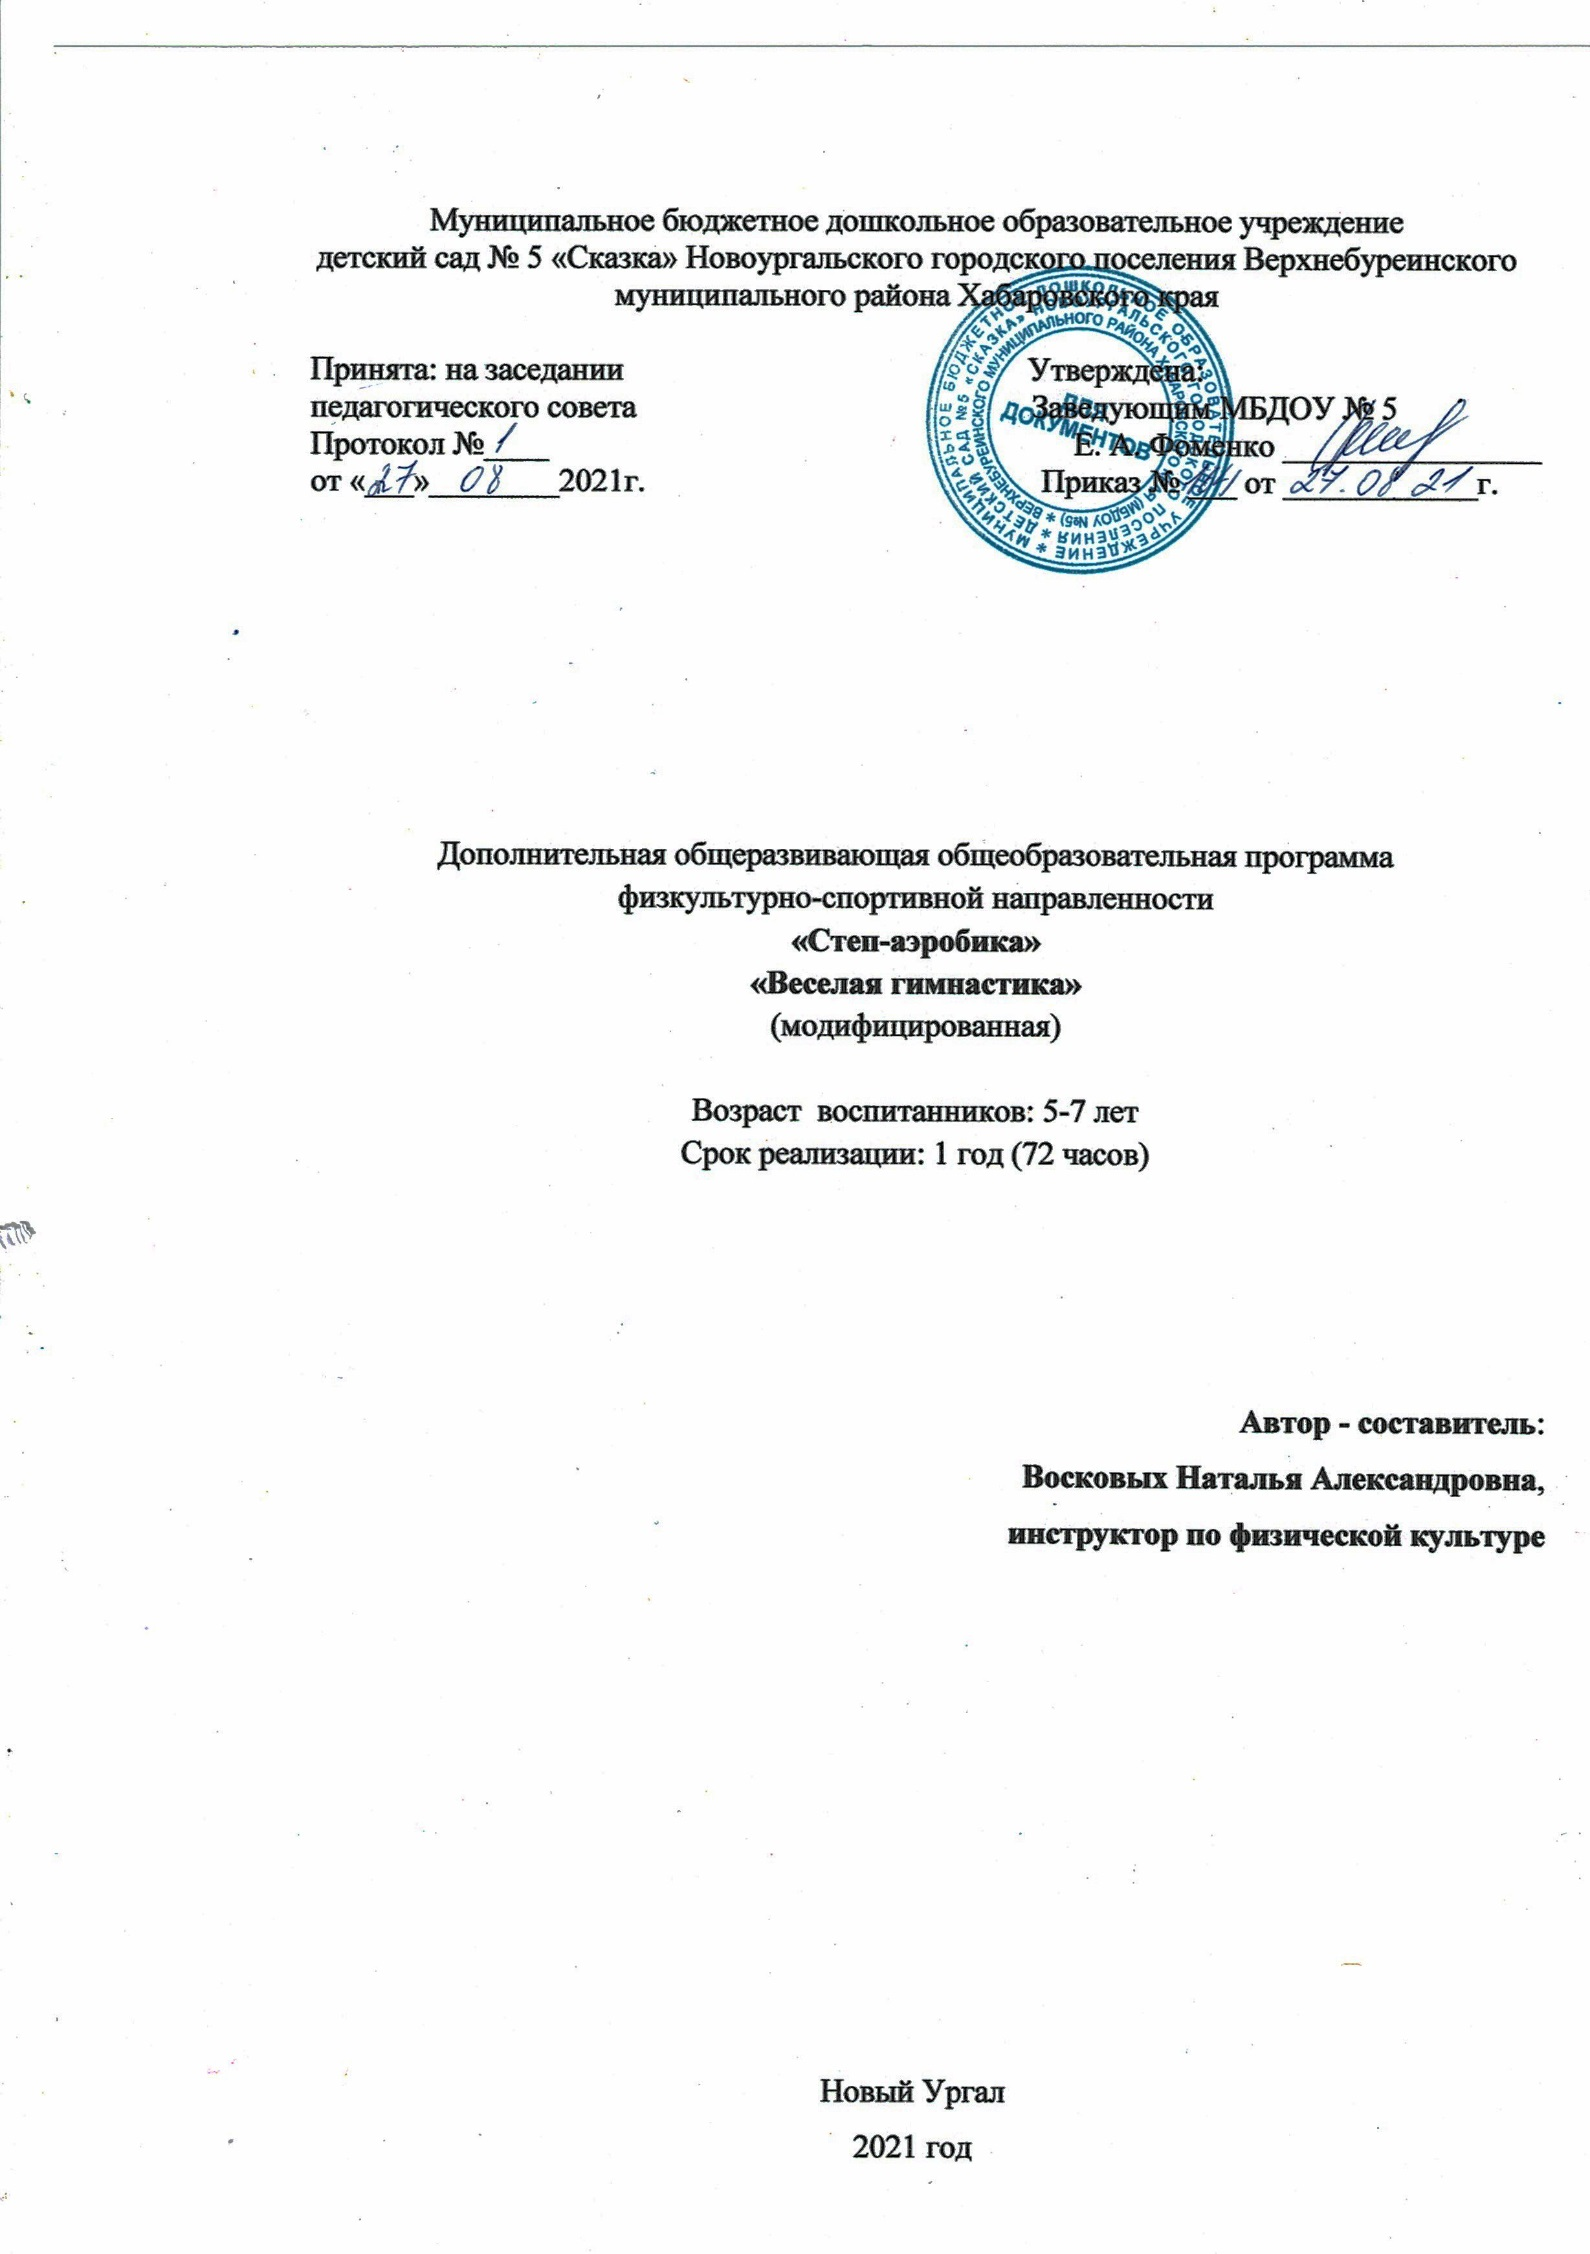 Муниципальное бюджетное дошкольное образовательное учреждение
детский сад № 5 «Сказка» Новоургальского городского поселения Верхнебуреинского
муниципального района Хабаровского края
Принята: на заседании
педагогического совета
Протокол № 1
от «27» 08 2021г.
Утверждена:
Заведующим МБДОУ № 5
Е. А. Фоменко
Приказ № от 27.08 21 г.
ДЛЯ
ДОКУМЕНТОВ
Дополнительная общеразвивающая общеобразовательная программа
физкультурно-спортивной направленности
«Степ-аэробика»
«Веселая гимнастика»
(модифицированная)
Возраст воспитанников: 5-7 лет
Срок реализации: 1 год (72 часов)
Автор - составитель:
Восковых Наталья Александровна,
инструктор по физической культуре
Новый Ургал
2021 год